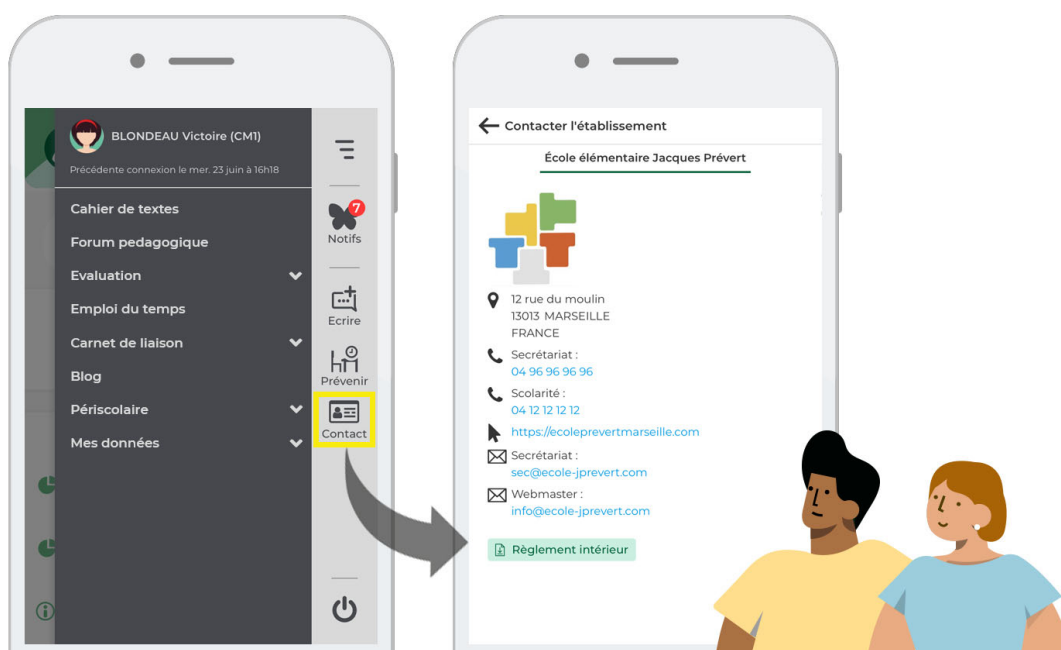 BLONDEAU Victoire (CM1)
Précédente connexion le mer. 23 juin à 16h18
Cahier de textes
Forum pedagogique
Evaluation
Emploi du temps
Carnet de liaison
Blog
Périscolaire
Mes données
7
Notifs
Ecrire
Prévenir
Contact
Contacter l'établissement
École élémentaire Jacques Prévert
12 rue du moulin
13013 MARSEILLE
FRANCE
Secrétariat :
04 96 96 96 96
Scolarité :
04 12 12 12 12
https://ecoleprevertmarseille.com
Secrétariat :
sec@ecole-jprevert.com
Webmaster :
info@ecole-jprevert.com
Règlement intérieur